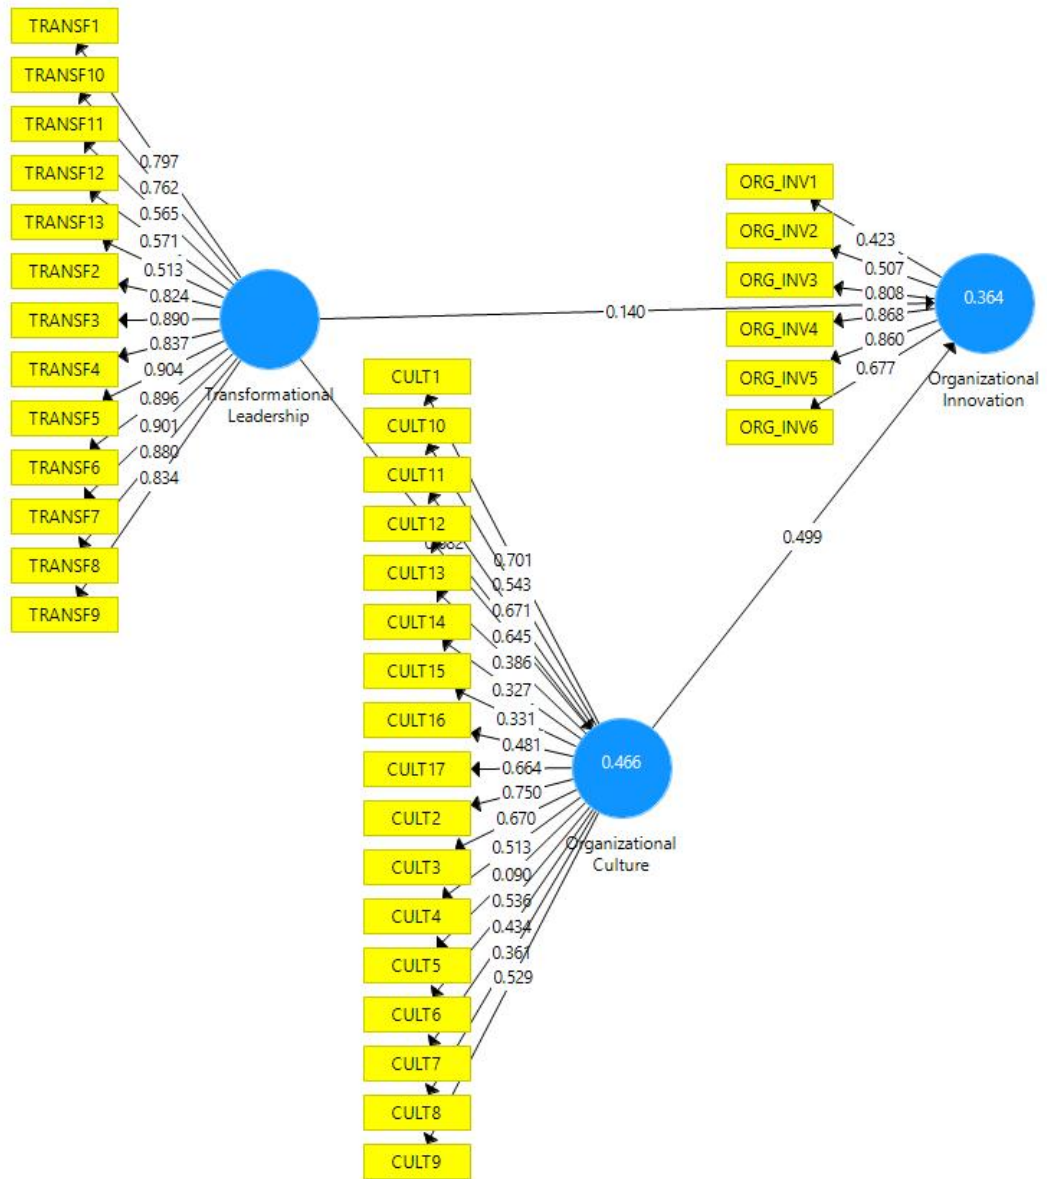 TRANSF1
TRANSF10
TRANSF11
TRANSF12
TRANSF13
TRANSF2
TRANSF3
TRANSF4
TRANSF5
TRANSF6
TRANSF7
TRANSF8
TRANSF9
0.797
0.762
0.565
0.571
0.513
0.824
0.890
0.837
0.904
0.896
0.901
0.880
0.834
Transformational
Leadership
0.140
ORG_INV1
ORG_INV2
ORG_INV3
ORG_INV4
ORG_INV5
ORG_INV6
0.423
0.507
0.808
0.868
0.860
0.677
0.364
Organizational
Innovation
CULT1
CULT10
CULT11
CULT12
CULT13
CULT14
CULT15
CULT16
CULT17
CULT2
CULT3
CULT4
CULT5
CULT6
CULT7
CULT8
CULT9
0.701
0.543
0.671
0.645
0.386
0.327
0.331
0.481
0.664
0.750
0.670
0.513
0.090
0.536
0.434
0.361
0.529
0.499
0.466
Organizational
Culture